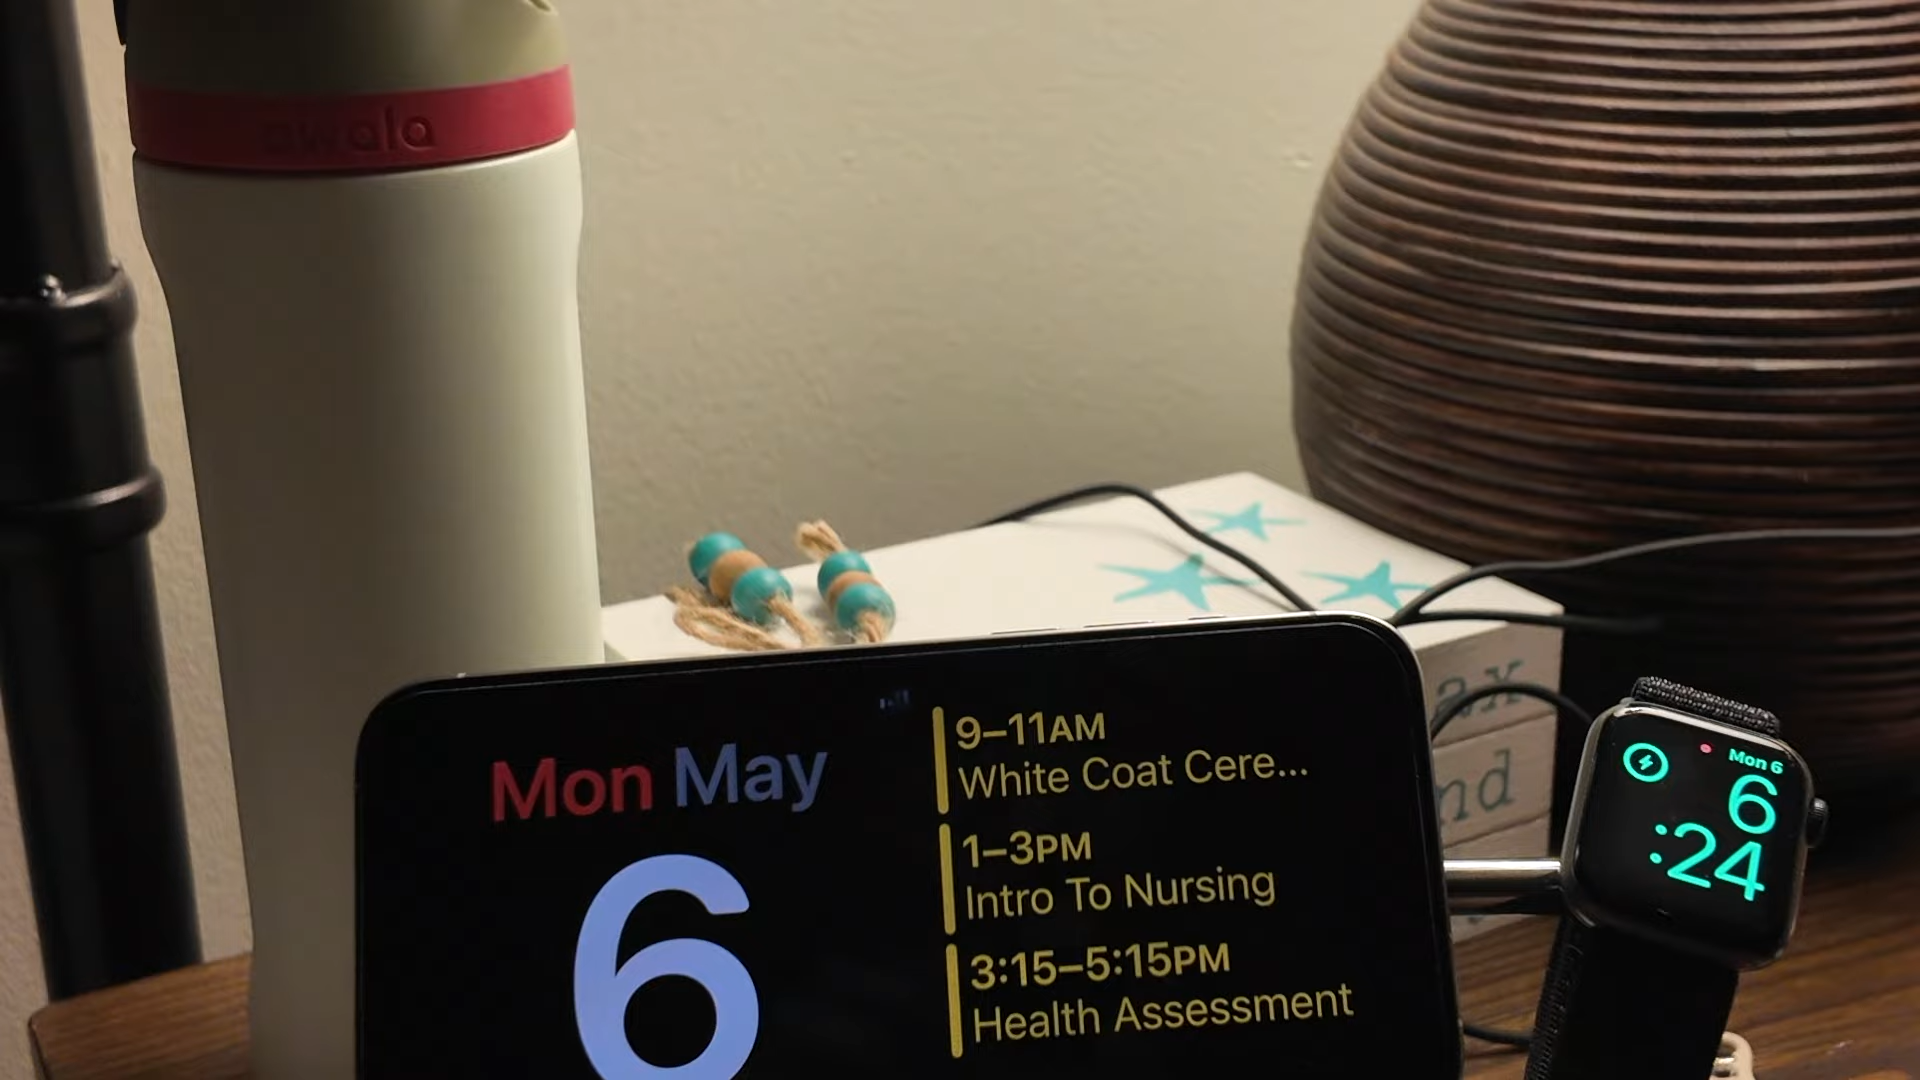 owala
Mon May
6
9–11AM
White Coat Cere...
1–3PM
Intro To Nursing
3:15–5:15PM
Health Assessment
Mon 6
6
:24